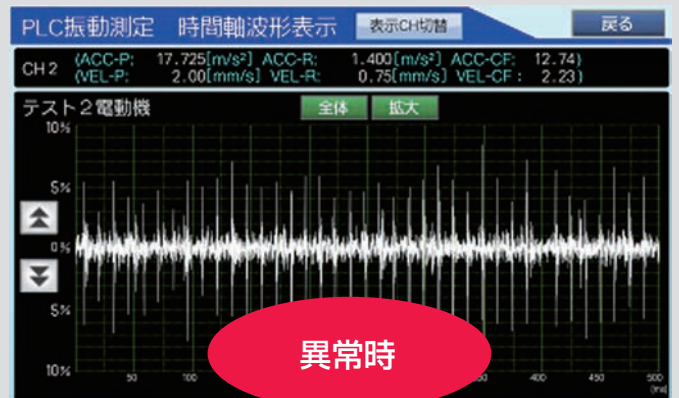 PLC振動測定 時間軸波形表示 表示CH切替 戻る
CH2 (ACC-P: 17.725[m/s²] ACC-R: 1.400[m/s²] ACC-CF: 12.74)
(VEL-P: 2.00[mm/s] VEL-R: 0.75[mm/s] VEL-CF: 2.23)
テスト2電動機 全体 拡大
10%
5%
0%
5%
10%
異常時
50 100 400 450 500
[ms]